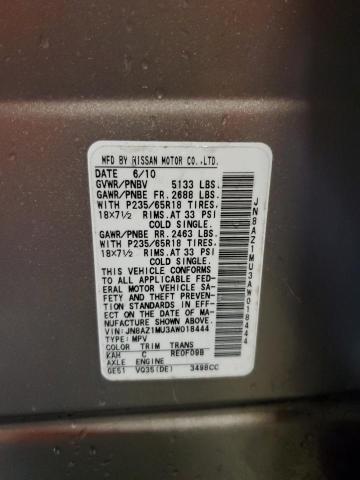 MFD BY NISSAN MOTOR CO.,LTD.
DATE 6/10
GVWR/PNBV 5133 LBS.
GAWR/PNBE FR. 2688 LBS.
WITH P235/65R18 TIRES.
18X7½ RIMS.AT 33 PSI
COLD SINGLE.
GAWR/PNBE RR. 2463 LBS.
WITH P235/65R18 TIRES.
18X7½ RIMS.AT 33 PSI
COLD SINGLE.
THIS VEHICLE CONFORMS
TO ALL APPLICABLE FED-
ERAL MOTOR VEHICLE SA-
FETY AND THEFT PREVEN-
TION STANDARDS IN EFF-
ECT ON THE DATE OF MA-
NUFACTURE SHOWN ABOVE.
VIN:JN8AZ1MU3AW018444
TYPE:MPV
COLOR TRIM TRANS
KAH C RE0F09B
AXLE ENGINE
0E51 VQ35(DE) 3498CC
JN8AZ1MU3AW018444